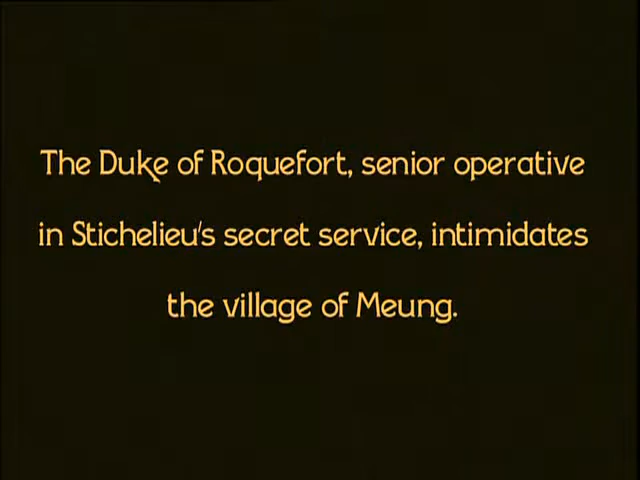 The Duke of Roquefort, senior operative
in Stichelieu's secret service, intimidates
the village of Meung.